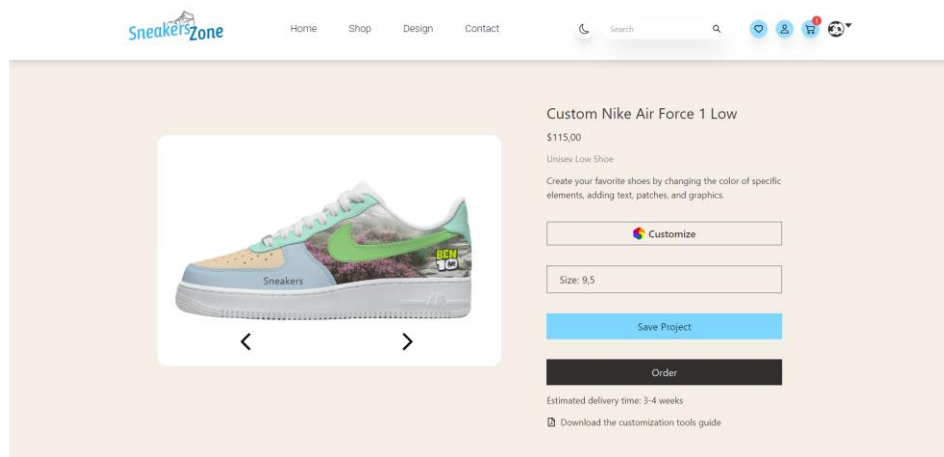 SneakersZone
Home
Shop
Design
Contact
Search
1
Custom Nike Air Force 1 Low
$115,00
Unisex Low Shoe
Create your favorite shoes by changing the color of specific
elements, adding text, patches, and graphics.
Customize
Size: 9,5
Save Project
Order
Estimated delivery time: 3-4 weeks
Download the customization tools guide
BEN
10
Sneakers